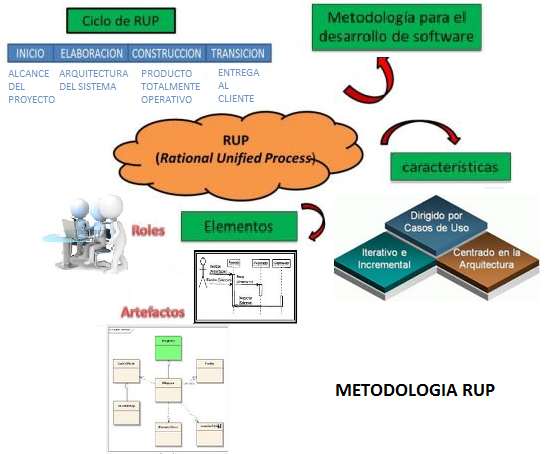 Ciclo de RUP
INICIO ELABORACION CONSTRUCCION TRANSICION
ALCANCE
DEL
PROYECTO
ARQUITECTURA
DEL SISTEMA
PRODUCTO
TOTALMENTE
OPERATIVO
ENTREGA
AL
CLIENTE
Metodología para el
desarrollo de software
RUP
(Rational Unified Process)
características
Roles
Elementos
Dirigido por
Casos de Uso
Iterativo e
Incremental
Centrado en la
Arquitectura
Artefactos
METODOLOGIA RUP